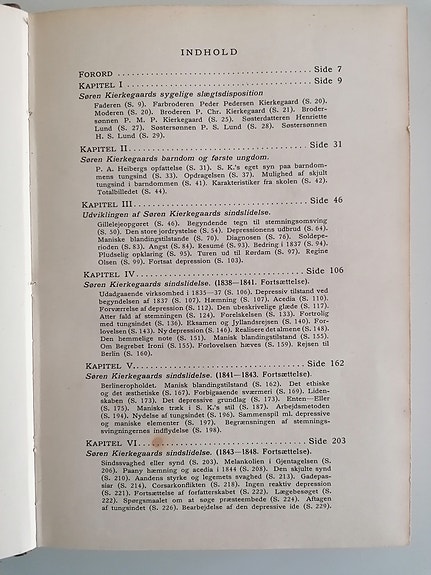 INDHOLD
FORORD . . . . . . . . . . . . . . . . . . . . . . . . . . . . . . . Side 7
KAPITEL I . . . . . . . . . . . . . . . . . . . . . . . . . . . . . Side 9
Søren Kierkegaards sygelige slægtsdisposition
Faderen (S. 9). Farbroderen Peder Pedersen Kierkegaard (S. 20).
Moderen (S. 20). Broderen P. Chr. Kierkegaard (S. 21). Broder-
sønnen P. M. P. Kierkegaard (S. 25). Søsterdatteren Henriette
Lund (S. 27). Søstersønnen P. S. Lund (S. 28). Søstersønnen
H. S. Lund (S. 29).
KAPITEL II . . . . . . . . . . . . . . . . . . . . . . . . . . . . Side 31
Søren Kierkegaards barndom og første ungdom.
P. A. Heibergs opfattelse (S. 31). S. K.'s eget syn paa barndom-
mens tungsind (S. 33). Opdragelsen (S. 37). Mulighed af skjult
tungsind i barndommen (S. 41). Karakteristiker fra skolen (S. 42).
Totalbilledet (S. 44).
KAPITEL III . . . . . . . . . . . . . . . . . . . . . . . . . . . Side 46
Udviklingen af Søren Kierkegaards sindslidelse.
Gillelejeopgøret (S. 46). Begyndende tegn til stemningsomsving
(S. 50). Den store jordrystelse (S. 54). Depressionens udbrud (S. 64).
Maniske blandingstilstande (S. 70). Diagnosen (S. 76). Soldepe-
rioden (S. 83). Angst (S. 84). Resumé (S. 93). Bedring i 1837 (S. 94).
Pludselig opklaring (S. 95). Turen ud til Rørdam (S. 97). Regine
Olsen (S. 99). Fortsat depression (S. 103).
KAPITEL IV . . . . . . . . . . . . . . . . . . . . . . . . . . . Side 106
Søren Kierkegaards sindslidelse. (1838—1841. Fortsættelse).
Udadgaaende virksomhed i 1835—37 (S. 106). Depressiv tilstand ved
begyndelsen af 1837 (S. 107). Hæmning (S. 107). Acedia (S. 110).
Forværrelse af depression (S. 112). Den ubeskrivelige glæde (S. 117).
Atter fald af stemningen (S. 124). Forelskelsen (S. 133). Fortrolig
med tungsindet (S. 136). Eksamen og Jyllandsrejsen (S. 140). For-
lovelsen (S. 143). Ny depression (S. 146). Realisere det almene (S. 148).
Den hemmelige note (S. 151). Manisk blandingstilstand (S. 155).
Om Begrebet Ironi (S. 155). Forlovelsen hæves (S. 159). Rejsen til
Berlin (S. 160).
KAPITEL V . . . . . . . . . . . . . . . . . . . . . . . . . . . . Side 162
Søren Kierkegaards sindslidelse. (1841—1843. Fortsættelse).
Berlineropholdet. Manisk blandingstilstand (S. 162). Det ethiske
og det æsthetiske (S. 167). Forbigaaende sværmeri (S. 169). Liden-
skaben (S. 173). Det depressive grundlag (S. 173). Enten—Eller
(S. 175). Maniske træk i S. K.'s stil (S. 187). Arbejdsmetoden
(S. 194). Nydelse af tungsindet (S. 196). Sammenspil ml. depressive
og maniske elementer (S. 197). Begrænsningen af stemnings-
svingningernes indflydelse (S. 198).
KAPITEL VI . . . . . . . . . . . . . . . . . . . . . . . . . . . Side 203
Søren Kierkegaards sindslidelse. (1843—1848. Fortsættelse).
Sindssvaghed eller synd (S. 203). Melankolien i Gjentagelsen (S.
206). Paany hæmning og acedia i 1844 (S. 208). Den skjulte synd
(S. 210). Aandens styrke og legemets svaghed (S. 213). Gadepas-
siar (S. 214). Corsarkonflikten (S. 218). Ingen reaktiv depression
(S. 221). Fortsættelse af forfatterskabet (S. 222). Lægebesøget (S.
222). Spørgsmaalet om at søge præsteembede (S. 224). Aftagen
af tungsindet (S. 226). Bearbejdelse af den depressive ide (S. 229).